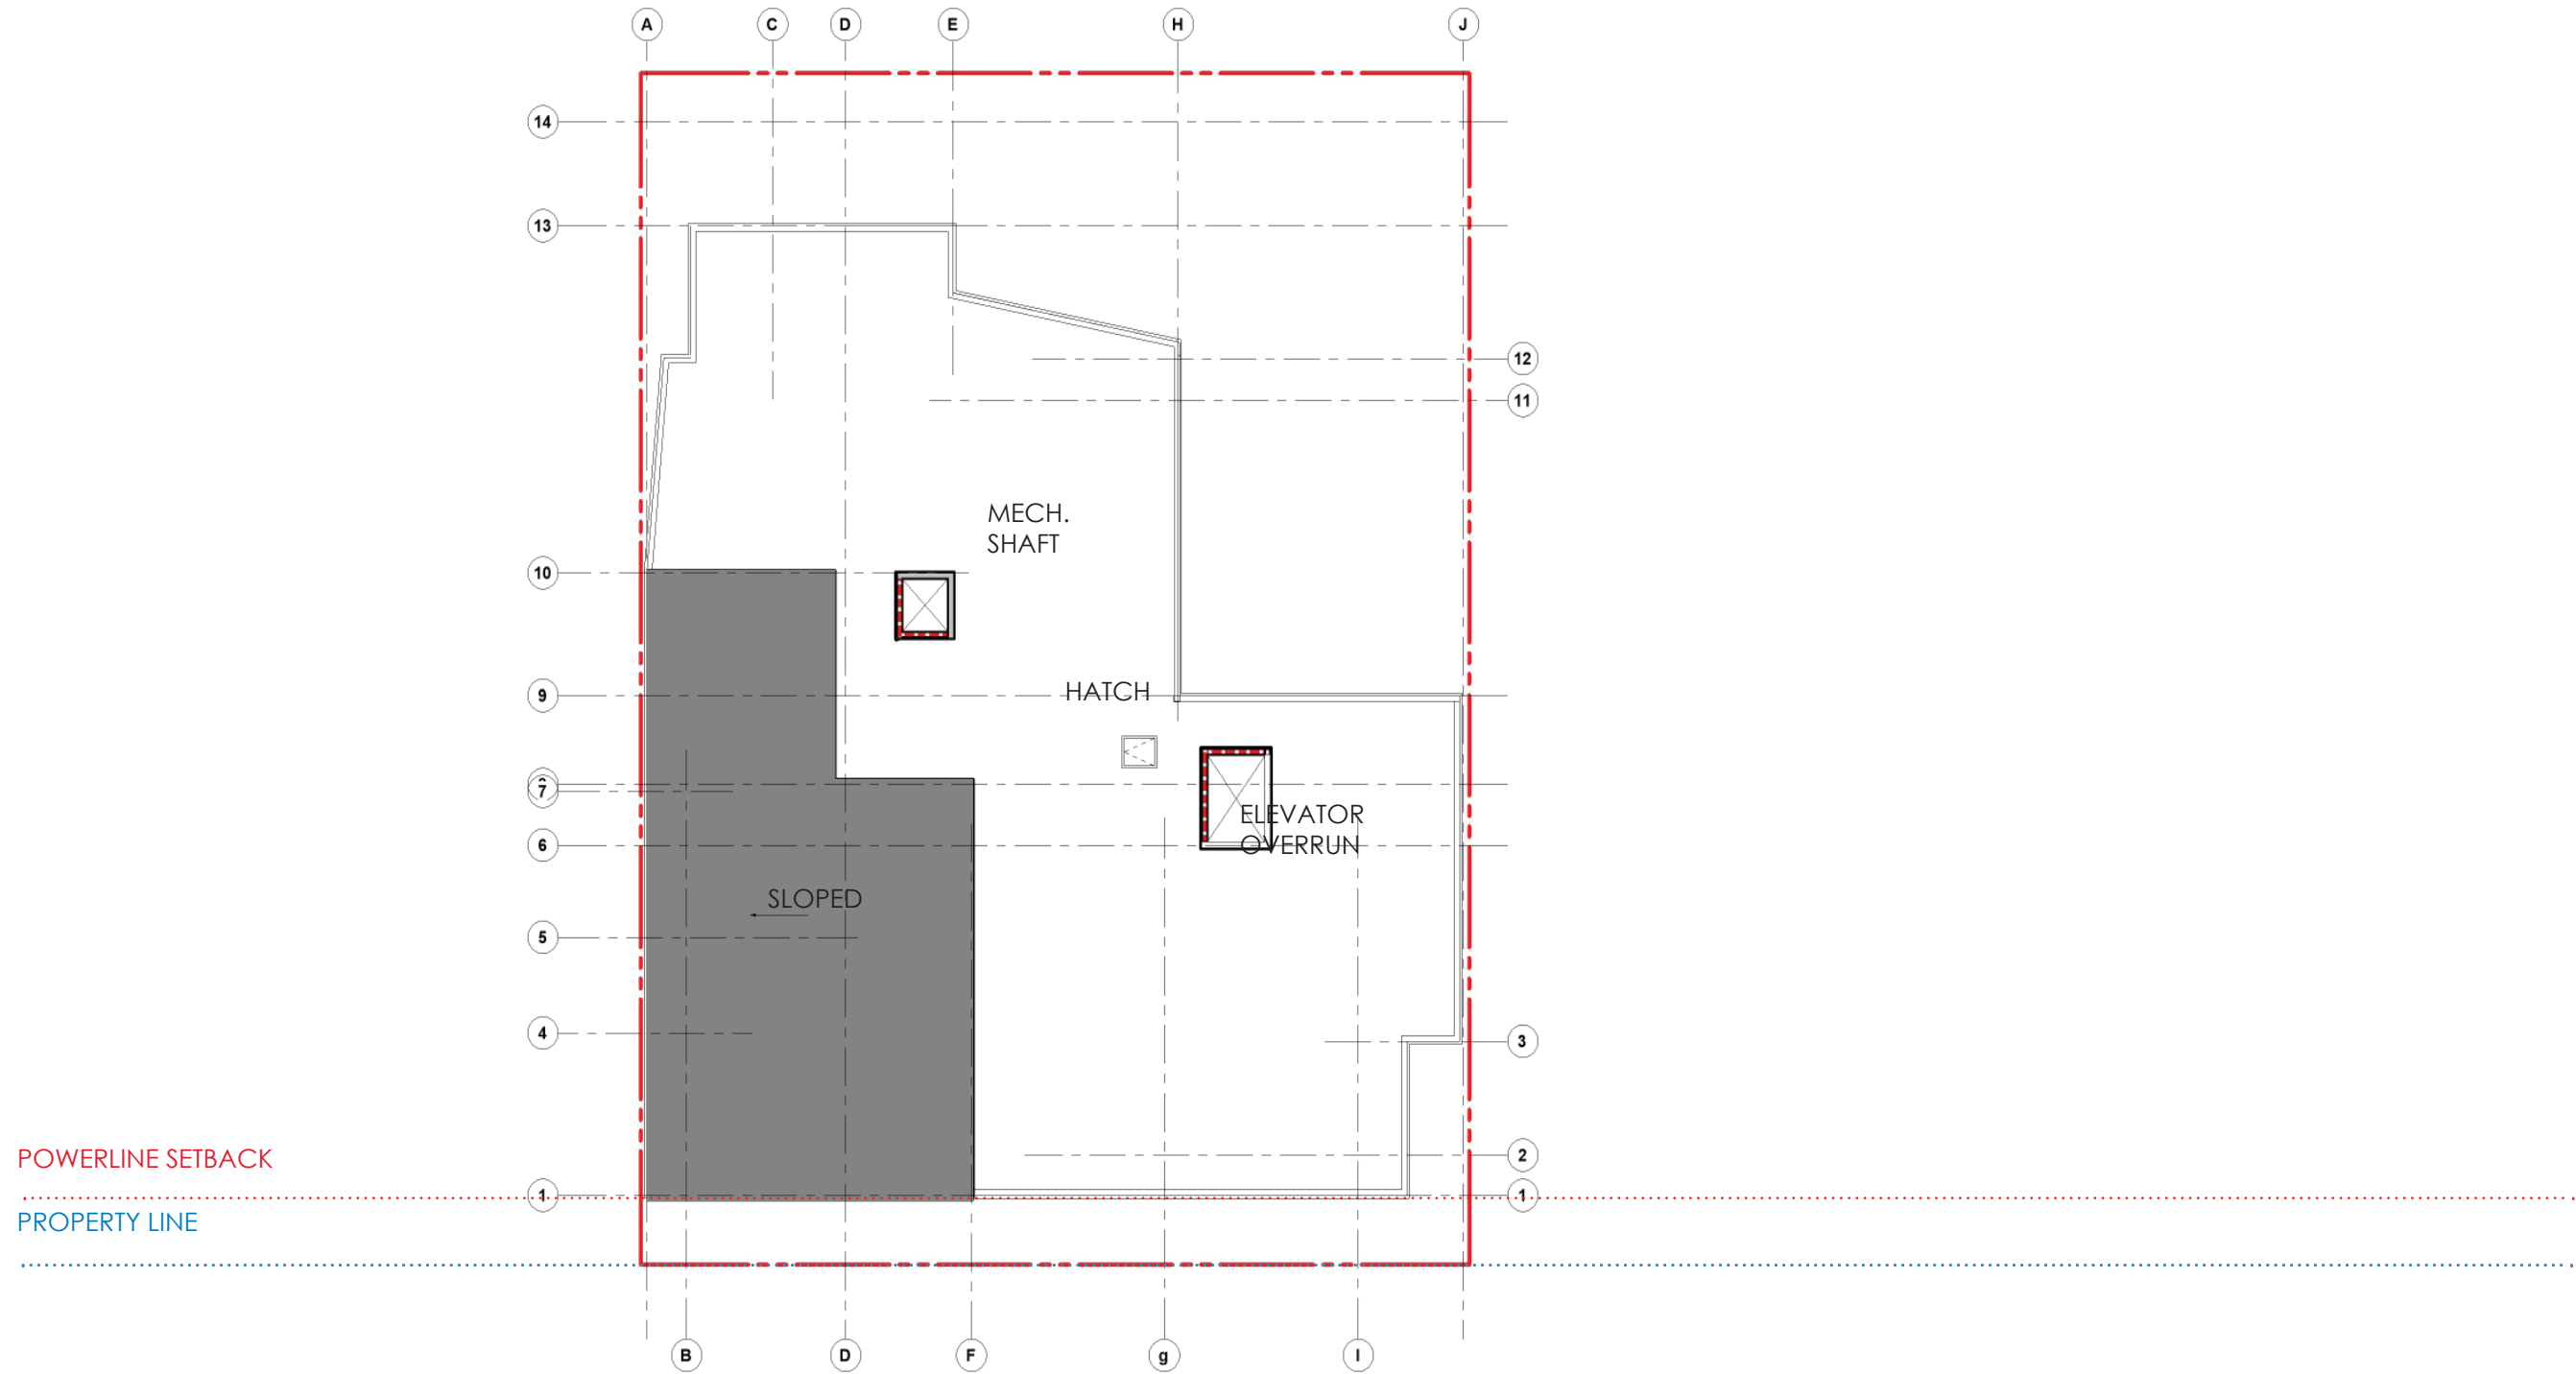 A C D E H J
14
13
12
11
MECH.
SHAFT
10
HATCH
9
7
ELEVATOR
OVERRUN
6
SLOPED
5
4
3
POWERLINE SETBACK
2
1 1
PROPERTY LINE
B D F g I